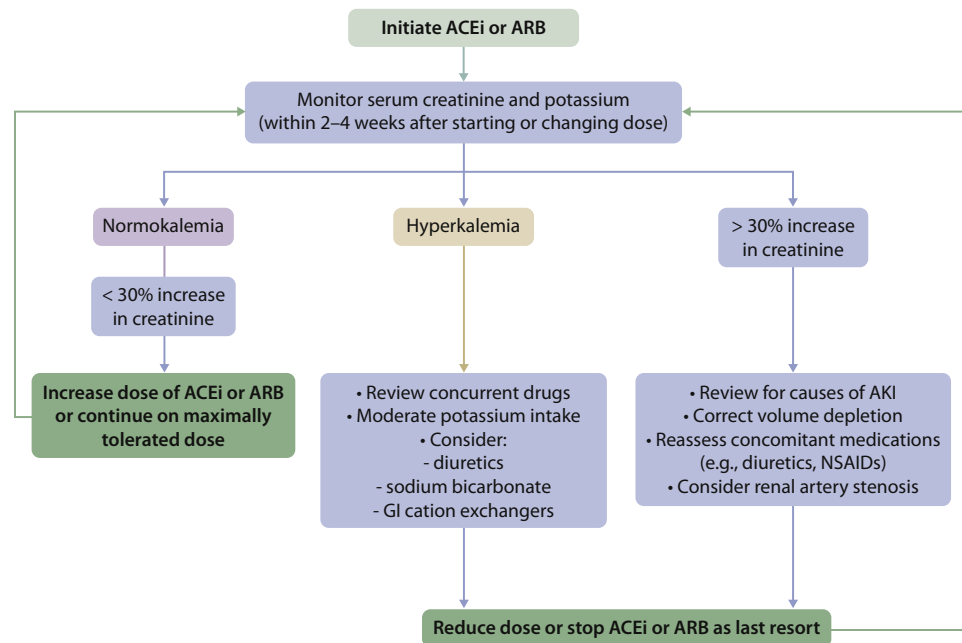 Initiate ACEi or ARB
Monitor serum creatinine and potassium
(within 2–4 weeks after starting or changing dose)
Normokalemia
Hyperkalemia
> 30% increase
in creatinine
< 30% increase
in creatinine
Increase dose of ACEi or ARB
or continue on maximally
tolerated dose
• Review concurrent drugs
• Moderate potassium intake
• Consider:
- diuretics
- sodium bicarbonate
- GI cation exchangers
• Review for causes of AKI
• Correct volume depletion
• Reassess concomitant medications
(e.g., diuretics, NSAIDs)
• Consider renal artery stenosis
Reduce dose or stop ACEi or ARB as last resort